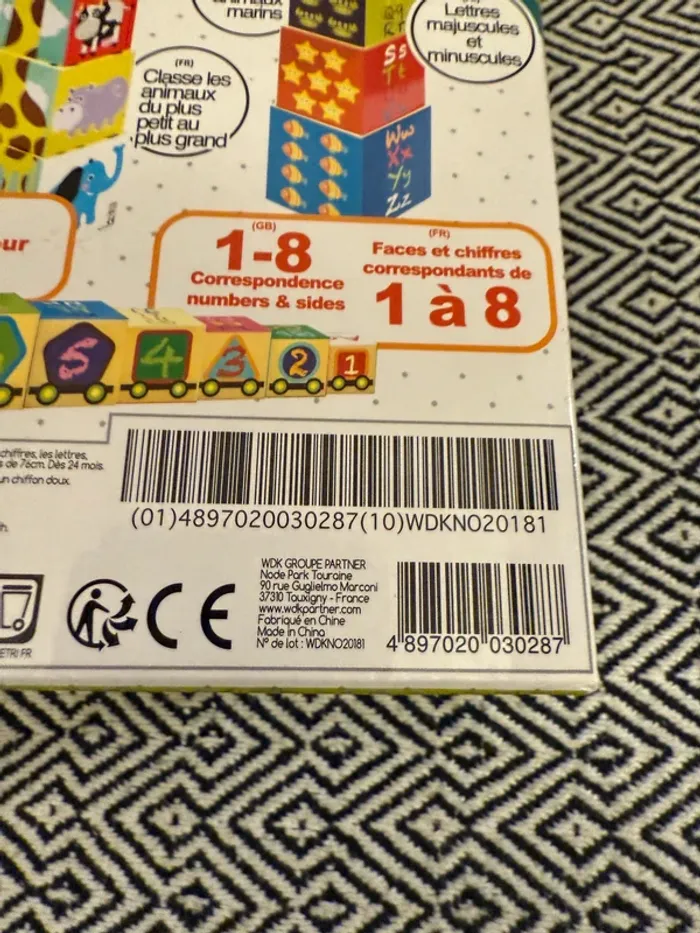 marins
Lettres
majuscules
et
minuscules
(FR)
Classe les
animaux
du plus
petit au
plus grand
Ss
Tt
Ww
Xx
Yy
Zz
(GB)
1-8
Correspondence
numbers & sides
(FR)
Faces et chiffres
correspondants de
1 à 8
5
4
3
2
1
chiffres, les lettres,
de 76cm. Dès 24 mois.
un chiffon doux.
(01)4897020030287(10)WDKNO20181
WDK GROUPE PARTNER
Node Park Touraine
90 rue Guglielmo Marconi
37310 Tauxigny - France
www.wdkpartner.com
Fabriqué en Chine
Made in China
N° de lot : WDKNO20181
CE
4 897020 030287